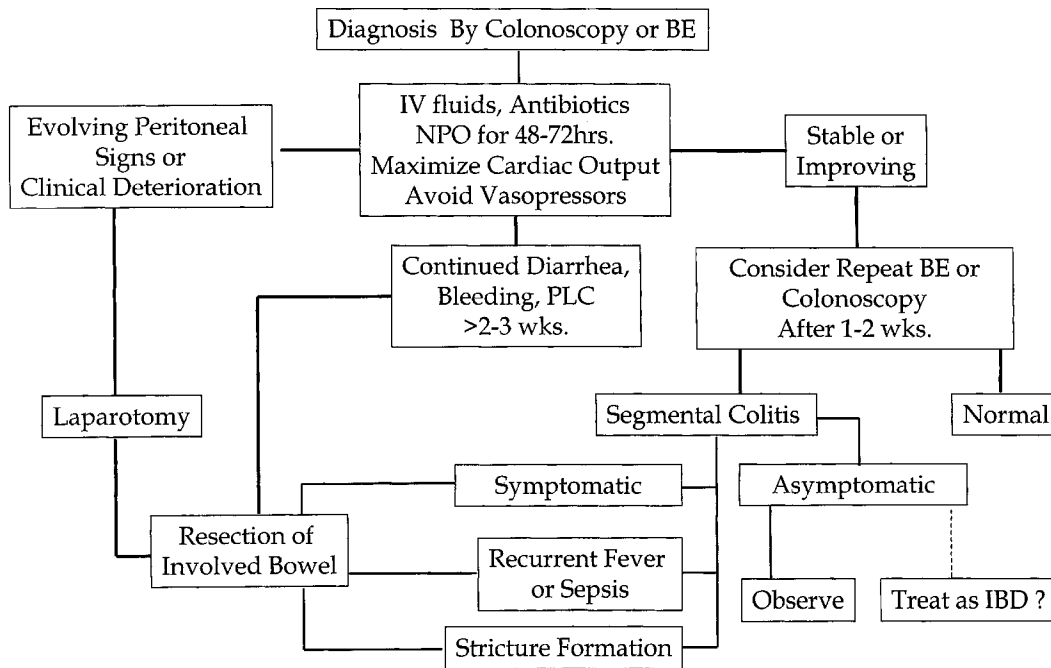 Diagnosis By Colonoscopy or BE
IV fluids, Antibiotics
NPO for 48-72hrs.
Maximize Cardiac Output
Avoid Vasopressors
Evolving Peritoneal
Signs or
Clinical Deterioration
Stable or
Improving
Continued Diarrhea,
Bleeding, PLC
>2-3 wks.
Consider Repeat BE or
Colonoscopy
After 1-2 wks.
Laparotomy
Segmental Colitis
Normal
Symptomatic
Asymptomatic
Resection of
Involved Bowel
Recurrent Fever
or Sepsis
Observe
Treat as IBD ?
Stricture Formation